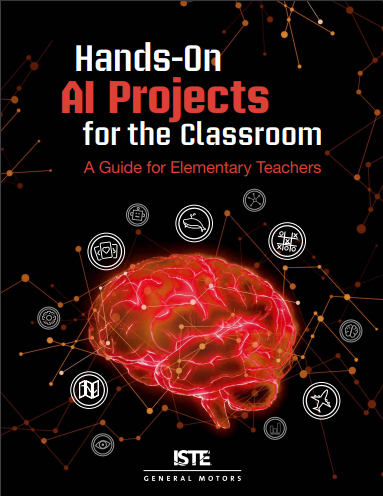 Hands-On
AI Projects
for the Classroom
A Guide for Elementary Teachers
ISTE
GENERAL MOTORS